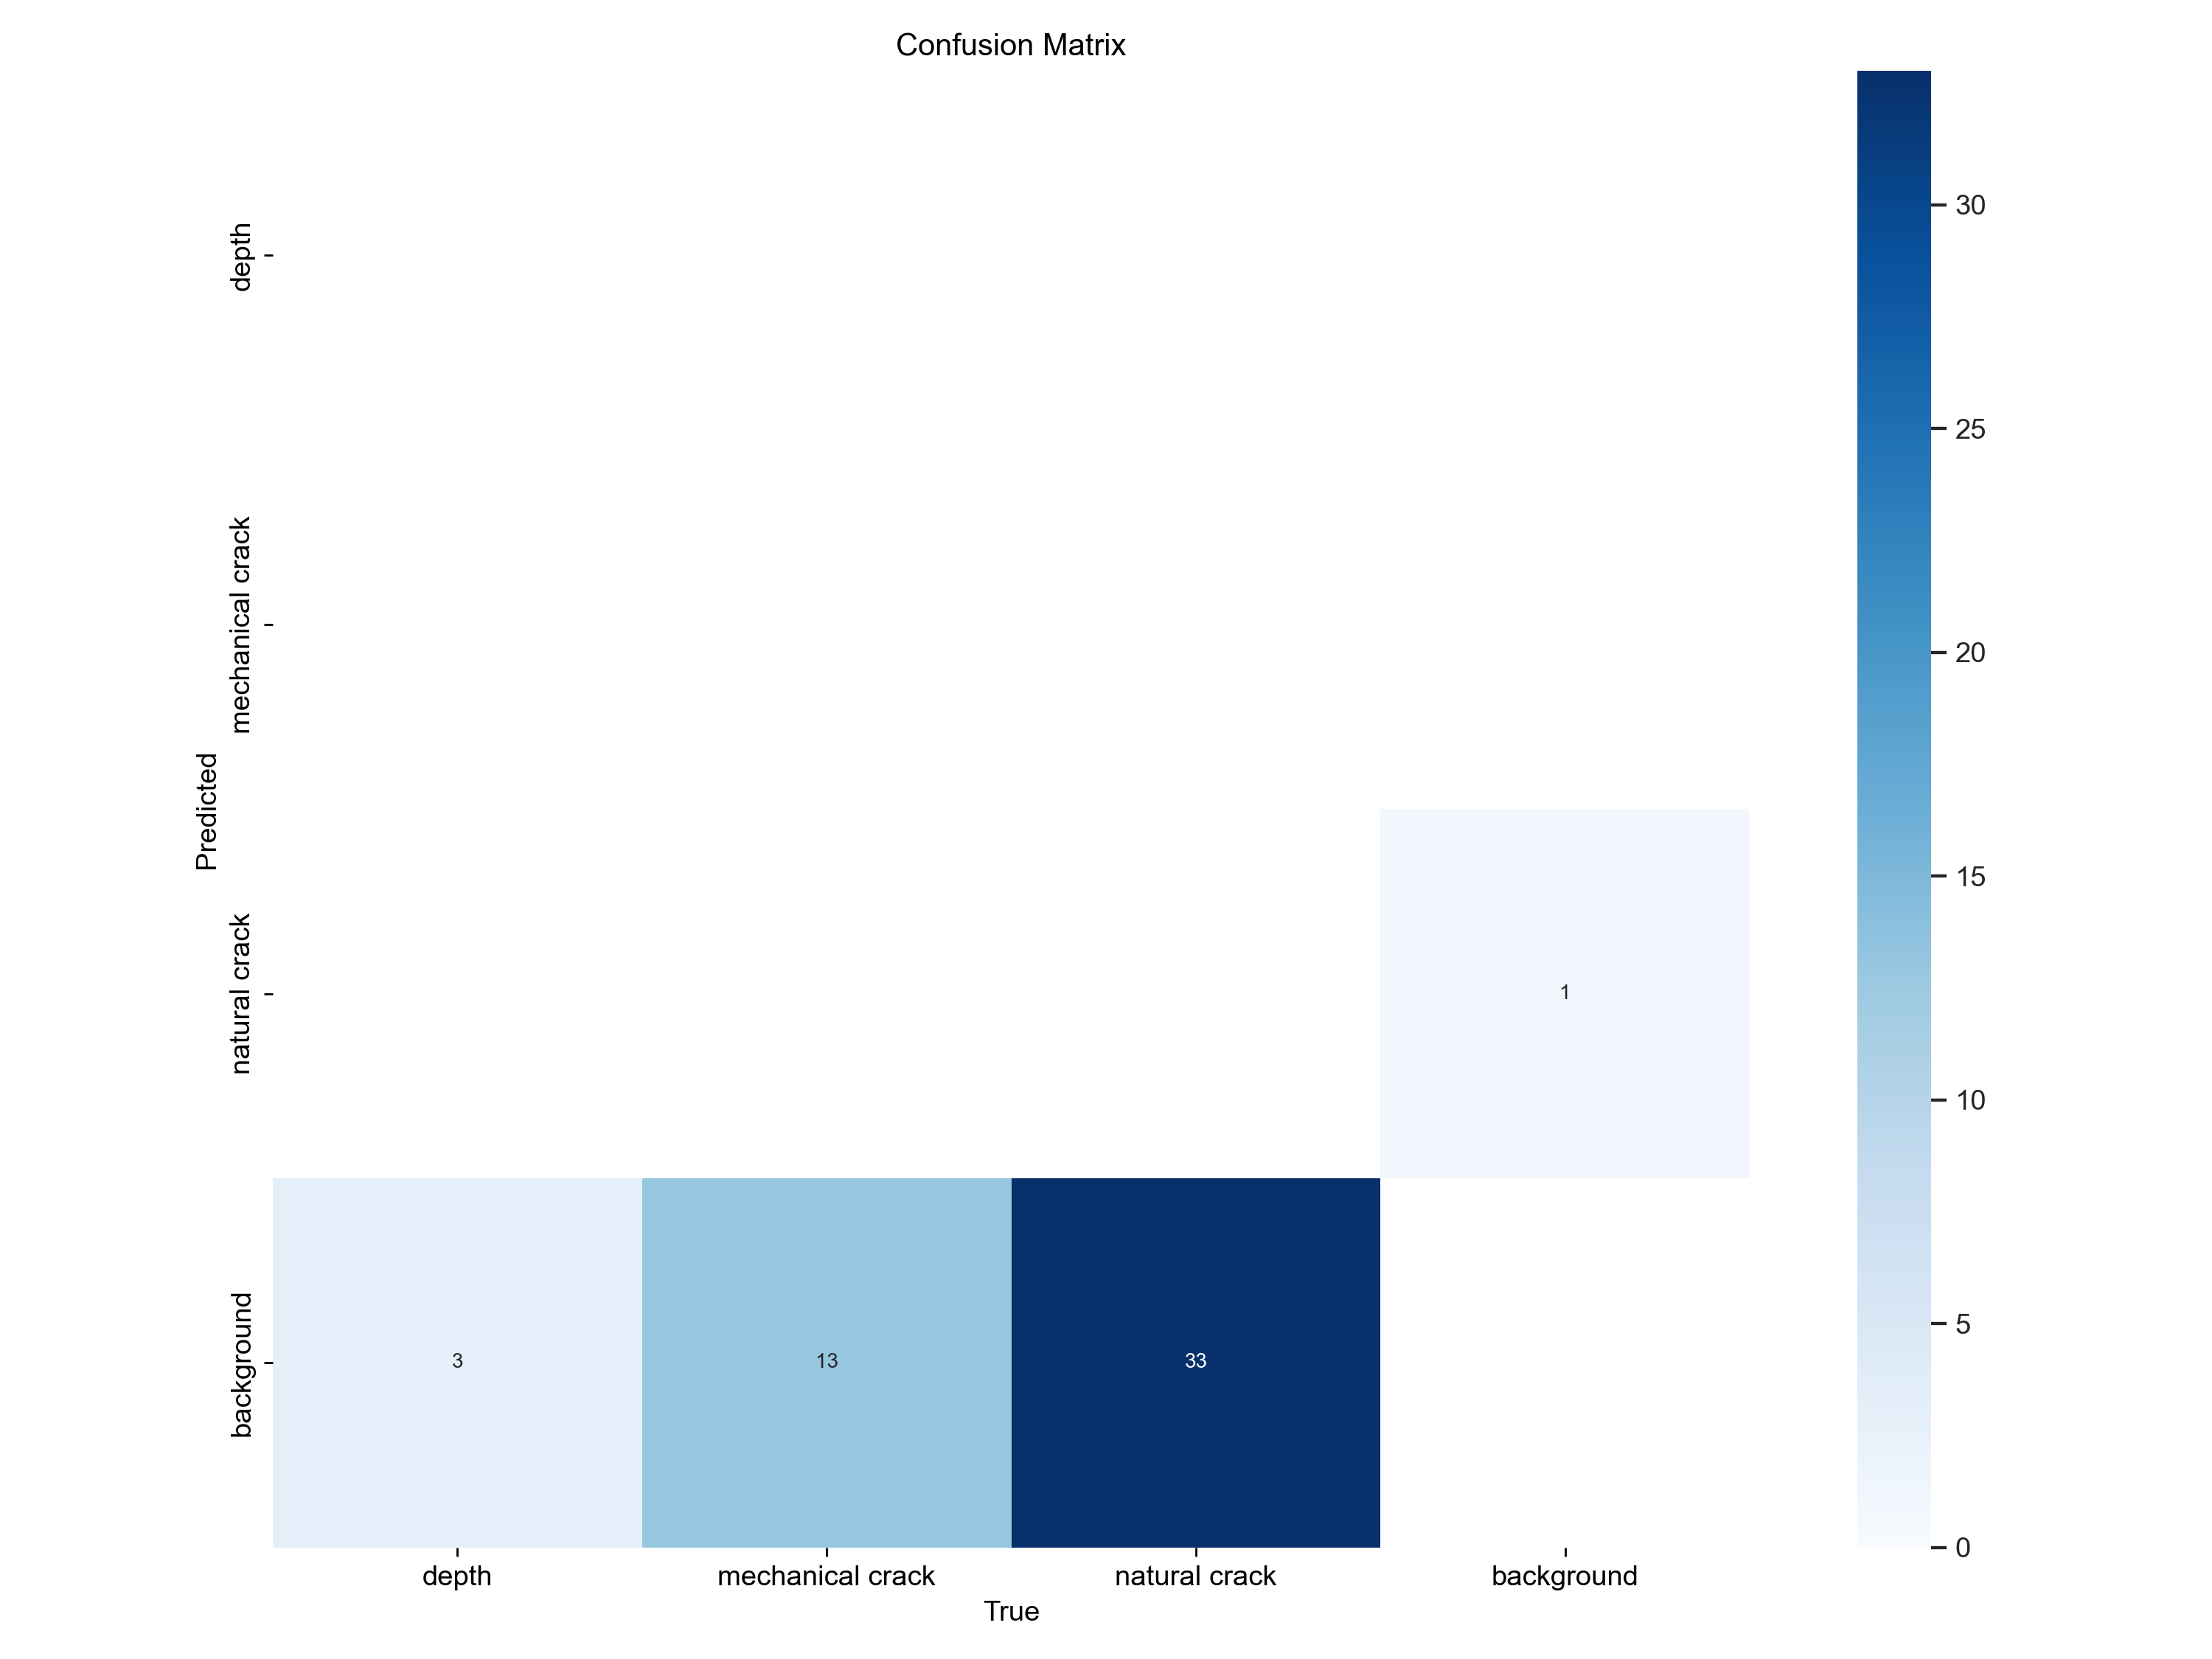 Confusion Matrix
depth
mechanical crack
natural crack
background
Predicted
1
3
13
33
depth
mechanical crack
natural crack
background
True
30
25
20
15
10
5
0